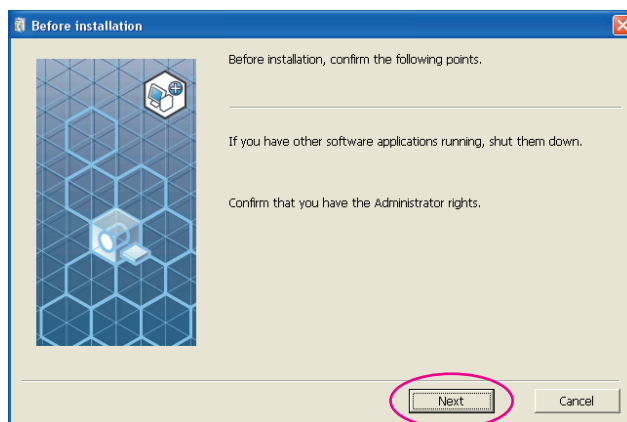 Before installation
Before installation, confirm the following points.
If you have other software applications running, shut them down.
Confirm that you have the Administrator rights.
Next
Cancel